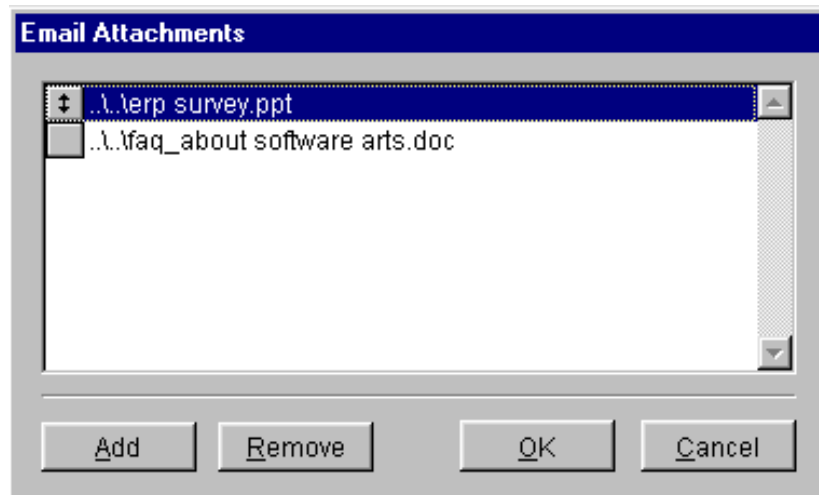 Email Attachments
..\..\erp survey.ppt
..\..\faq_about software arts.doc
Add Remove OK Cancel